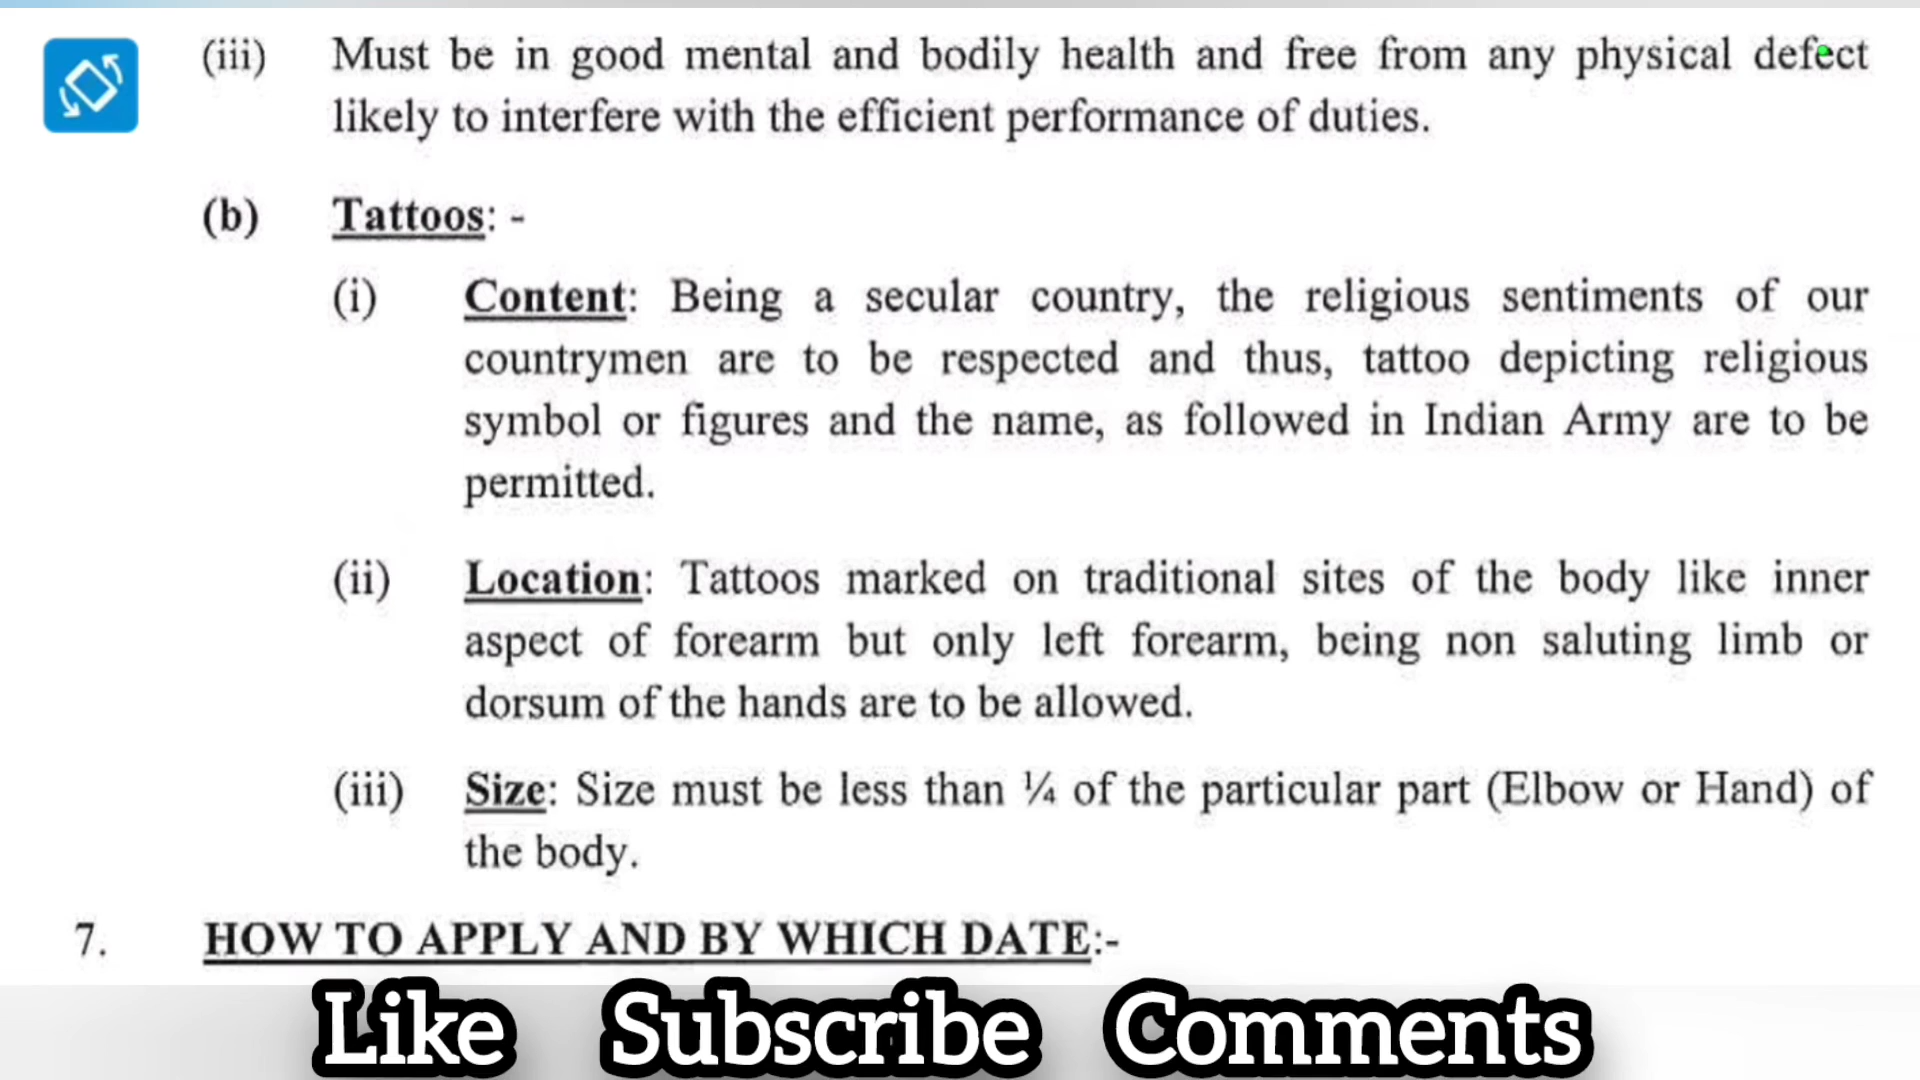 (iii) Must be in good mental and bodily health and free from any physical defect
likely to interfere with the efficient performance of duties.
(b) Tattoos: -
(i) Content: Being a secular country, the religious sentiments of our
countrymen are to be respected and thus, tattoo depicting religious
symbol or figures and the name, as followed in Indian Army are to be
permitted.
(ii) Location: Tattoos marked on traditional sites of the body like inner
aspect of forearm but only left forearm, being non saluting limb or
dorsum of the hands are to be allowed.
(iii) Size: Size must be less than ¼ of the particular part (Elbow or Hand) of
the body.
7. HOW TO APPLY AND BY WHICH DATE:-
Like Subscribe Comments